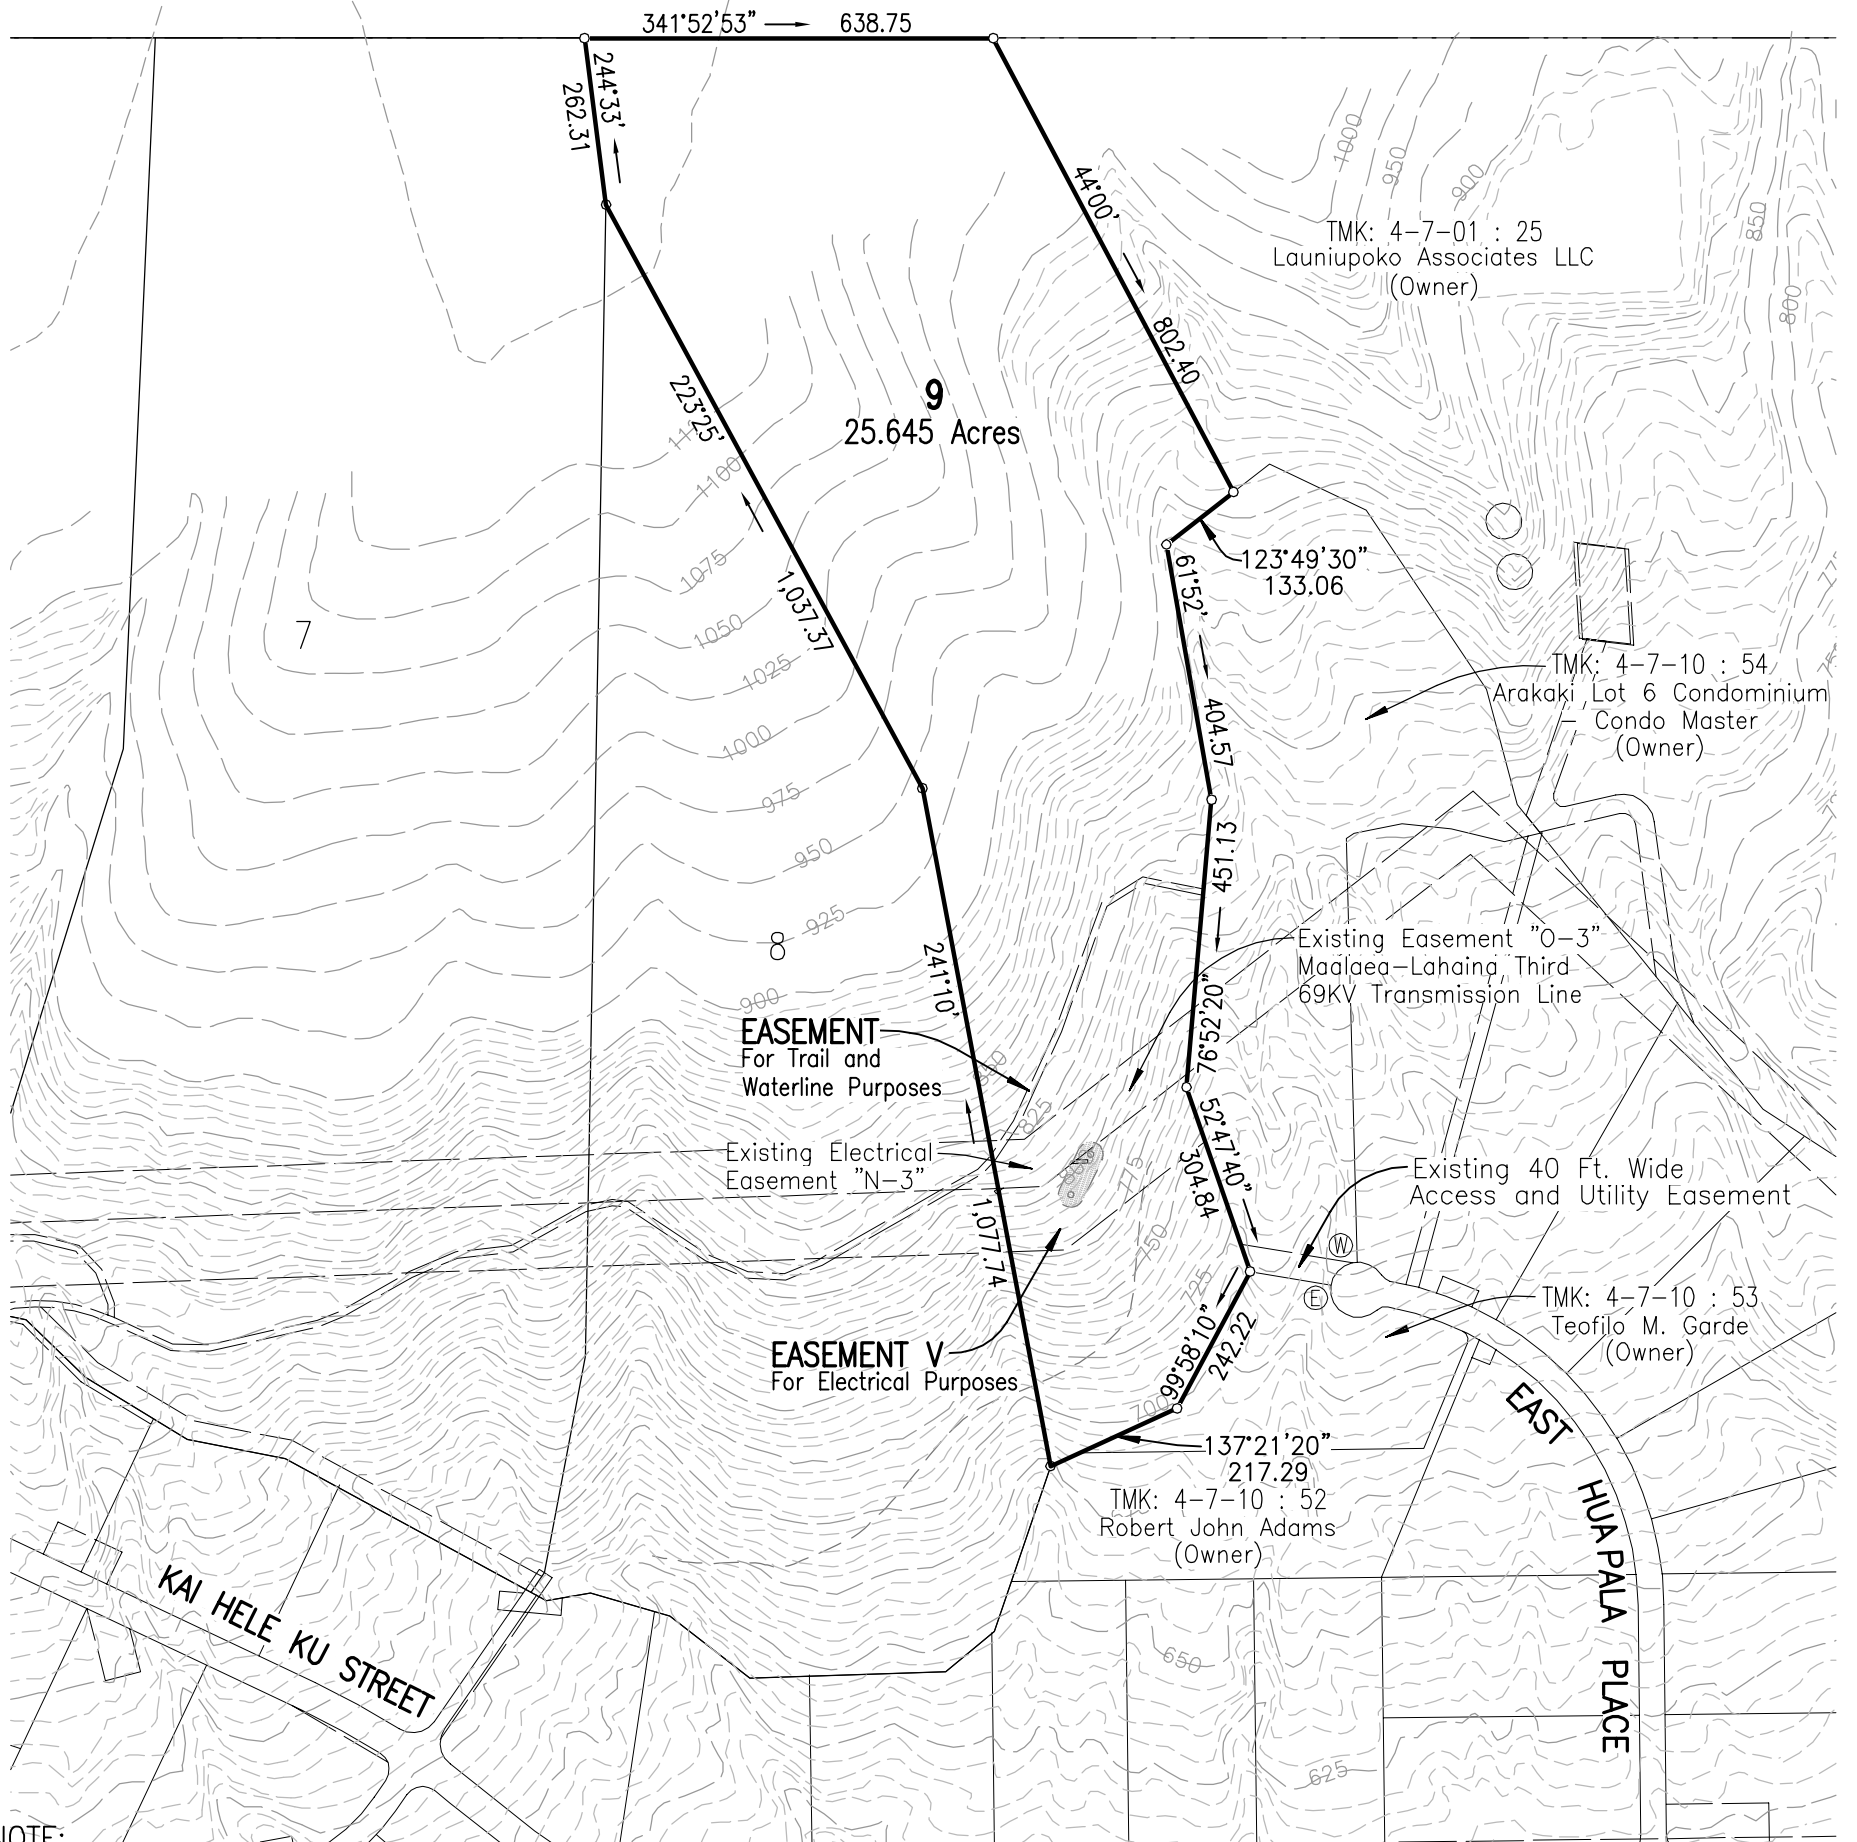 341°52'53" 638.75
244°33'
262.31
44°00'
802.40
1000
950
900
850
800
TMK: 4-7-01 : 25
Launiupoko Associates LLC
(Owner)
9
25.645 Acres
223°25'
1,037.37
1100
1075
1050
1025
1000
975
950
925
900
7
8
123°49'30"
133.06
61°52'
404.57
TMK: 4-7-10 : 54
Arakaki Lot 6 Condominium
- Condo Master
(Owner)
451.13
76°52'20"
241°10'
1,077.74
Existing Easement "O-3"
Maalaea-Lahaina Third
69KV Transmission Line
EASEMENT
For Trail and
Waterline Purposes
825
775
750
725
700
Existing Electrical
Easement "N-3"
52°47'40"
304.84
Existing 40 Ft. Wide
Access and Utility Easement
W
E
TMK: 4-7-10 : 53
Teofilo M. Garde
(Owner)
EASEMENT V
For Electrical Purposes
99°58'10"
242.22
137°21'20"
217.29
TMK: 4-7-10 : 52
Robert John Adams
(Owner)
EAST HUA PALA PLACE
KAI HELE KU STREET
650
625
NOTE: